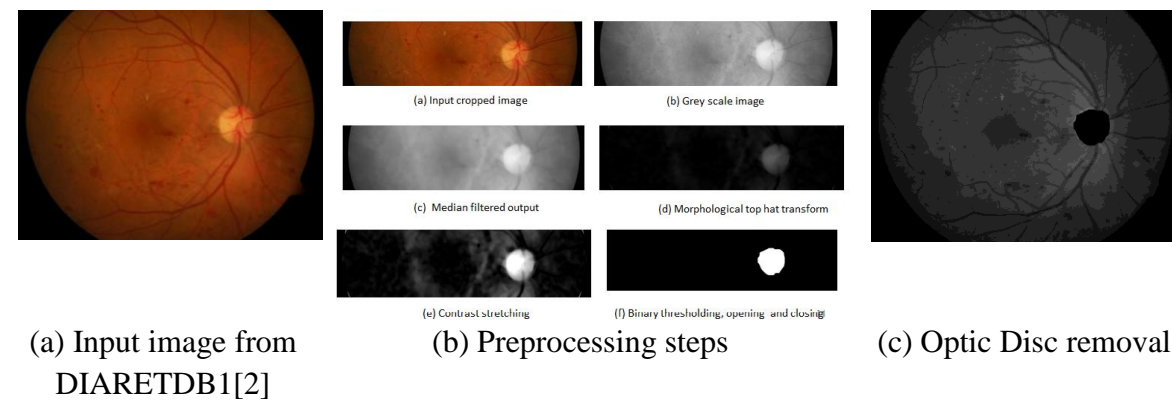 (a) Input cropped image
(b) Grey scale image
(c) Median filtered output
(d) Morphological top hat transform
(e) Contrast stretching
(f) Binary thresholding, opening and closing
(a) Input image from
DIARETDB1[2]
(b) Preprocessing steps
(c) Optic Disc removal